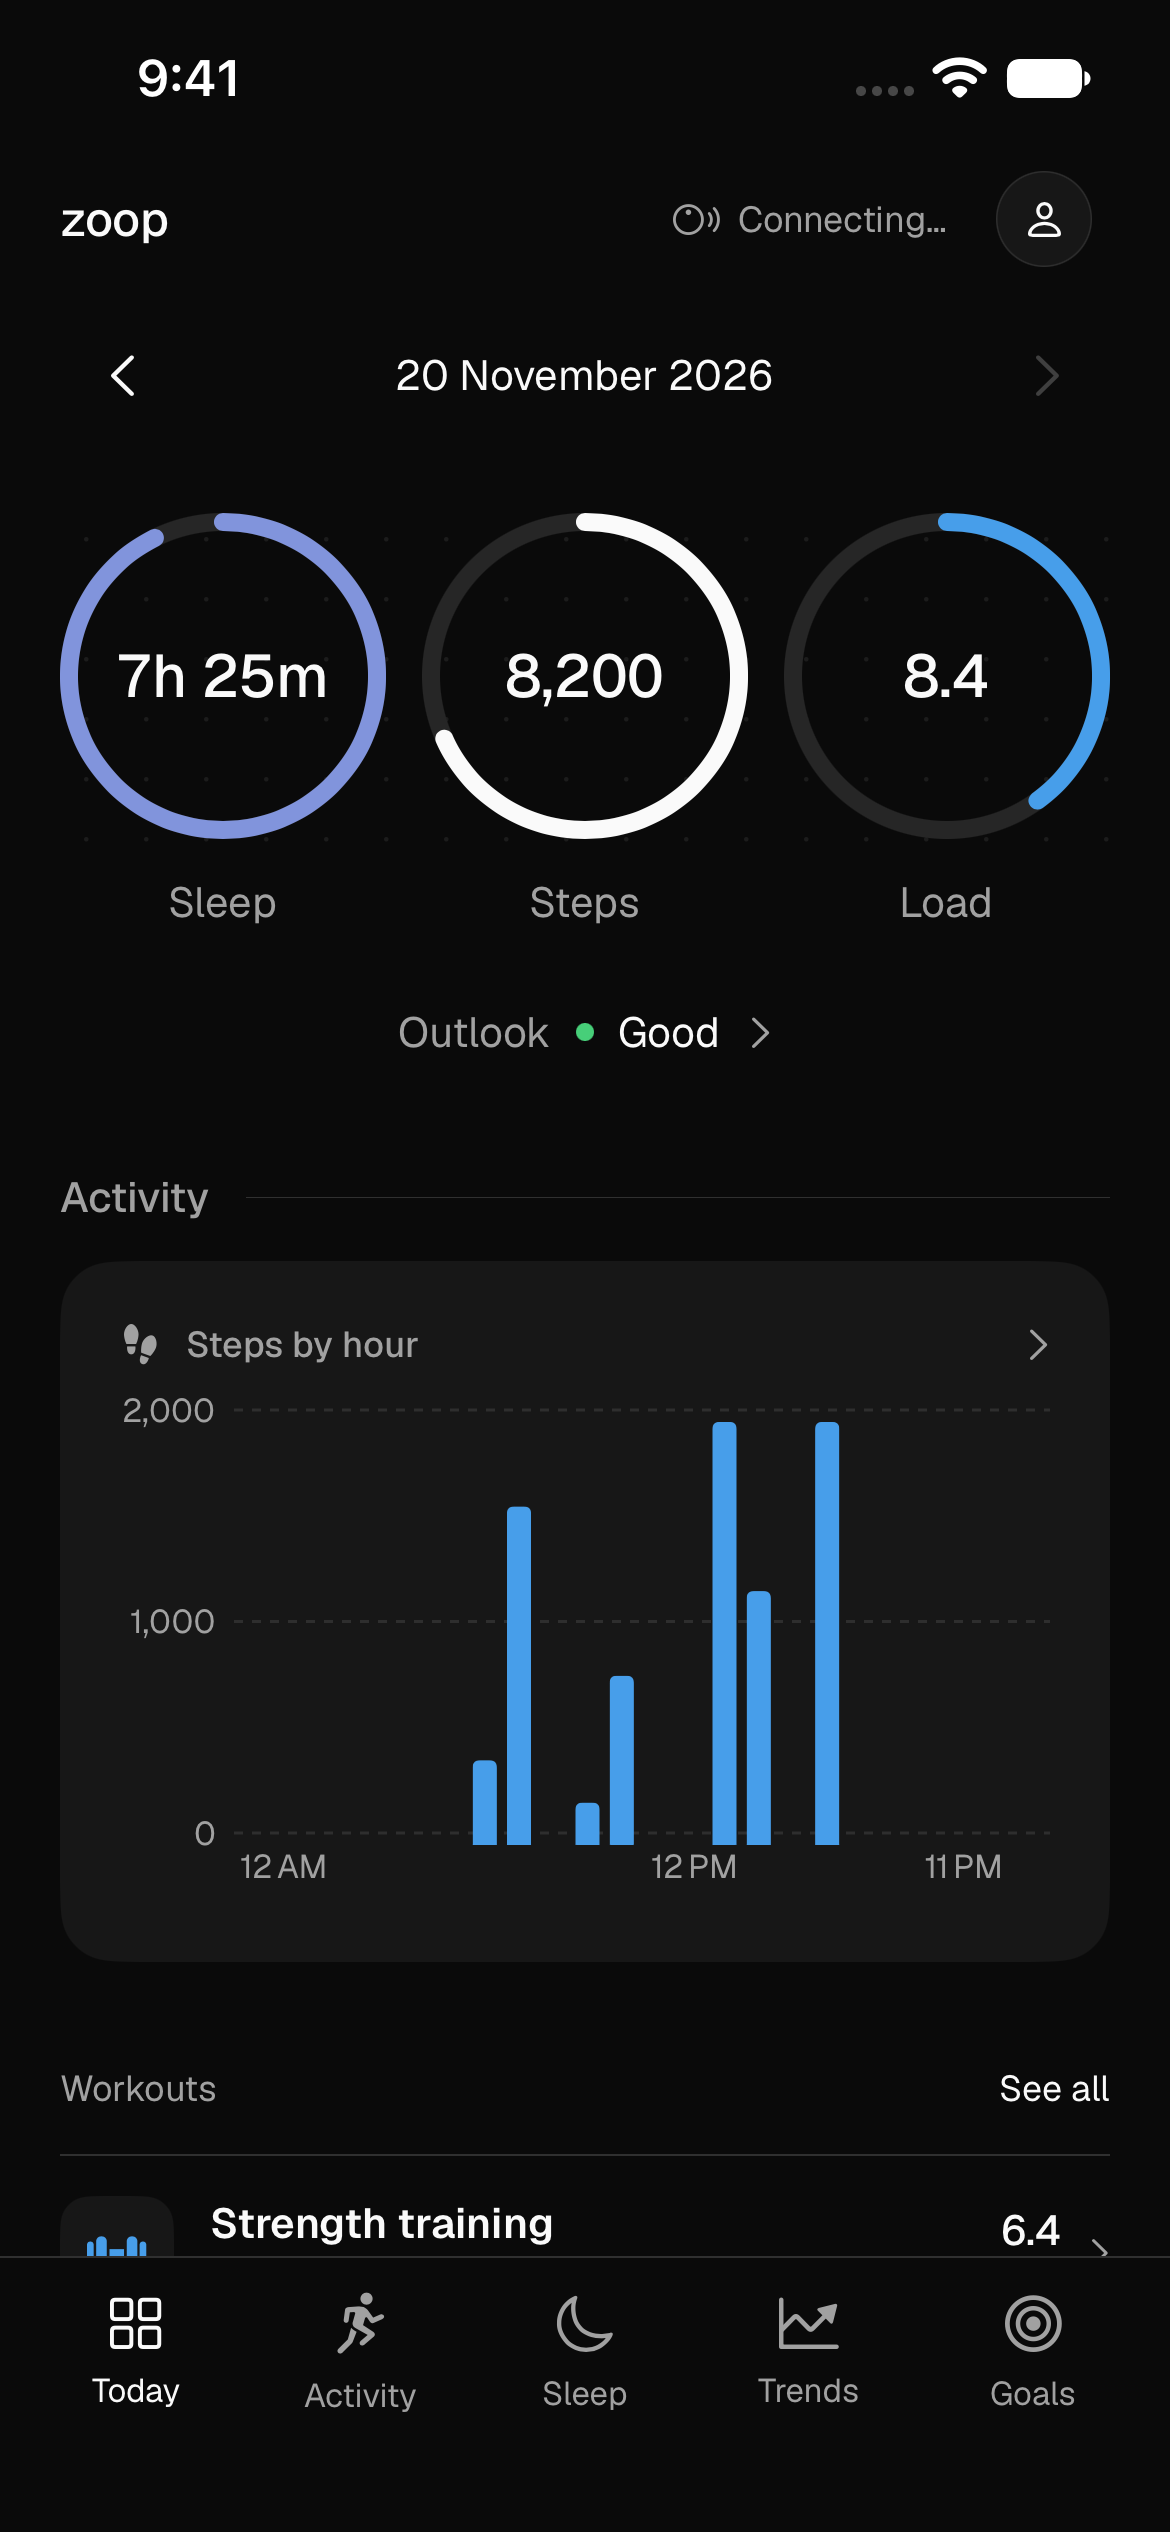 9:41
zoop
Connecting...
20 November 2026
7h 25m
8,200
8.4
Sleep
Steps
Load
Outlook Good
Activity
Steps by hour
2,000
1,000
0
12 AM
12 PM
11 PM
Workouts
See all
Strength training
6.4
Today
Activity
Sleep
Trends
Goals